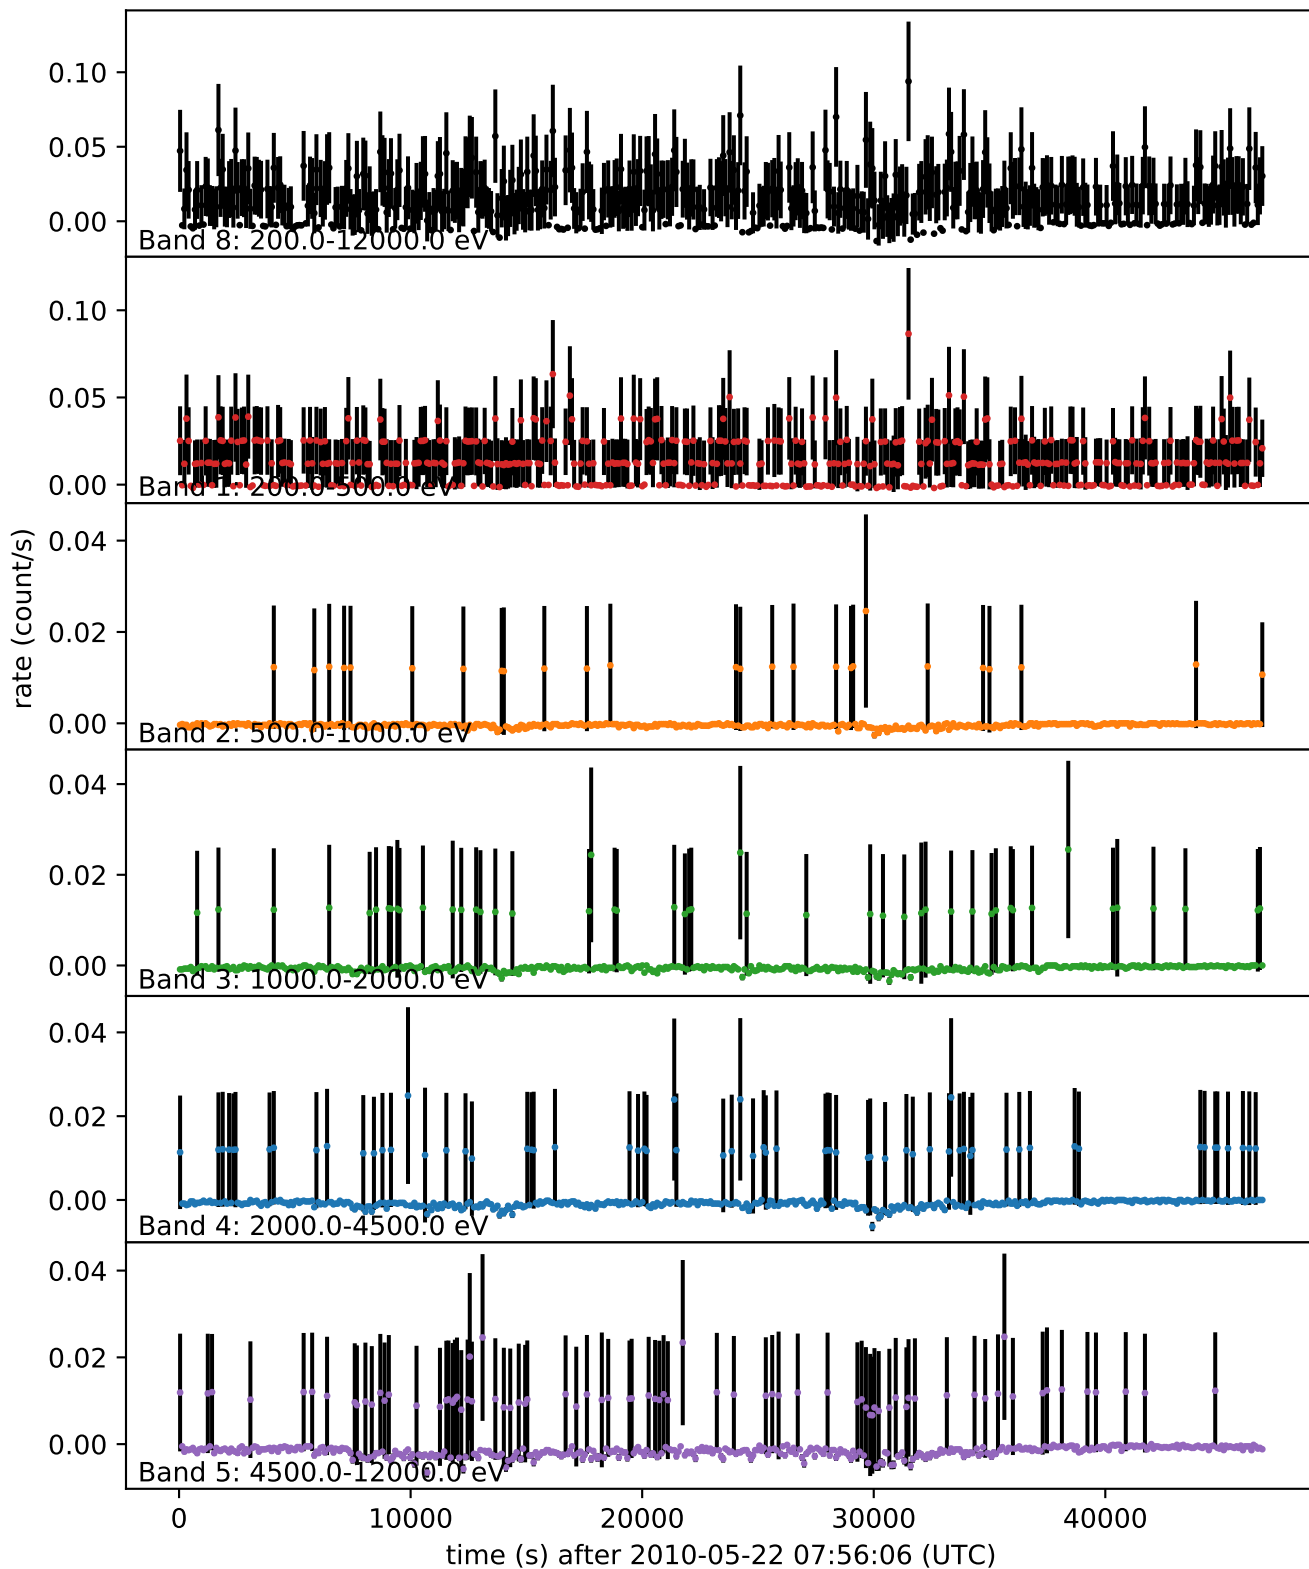 0.10
0.05
0.00
Band 8: 200.0-12000.0 eV
0.10
0.05
0.00
Band 1: 200.0-500.0 eV
rate (count/s)
0.04
0.02
0.00
Band 2: 500.0-1000.0 eV
0.04
0.02
0.00
Band 3: 1000.0-2000.0 eV
0.04
0.02
0.00
Band 4: 2000.0-4500.0 eV
0.04
0.02
0.00
Band 5: 4500.0-12000.0 eV
0 10000 20000 30000 40000
time (s) after 2010-05-22 07:56:06 (UTC)